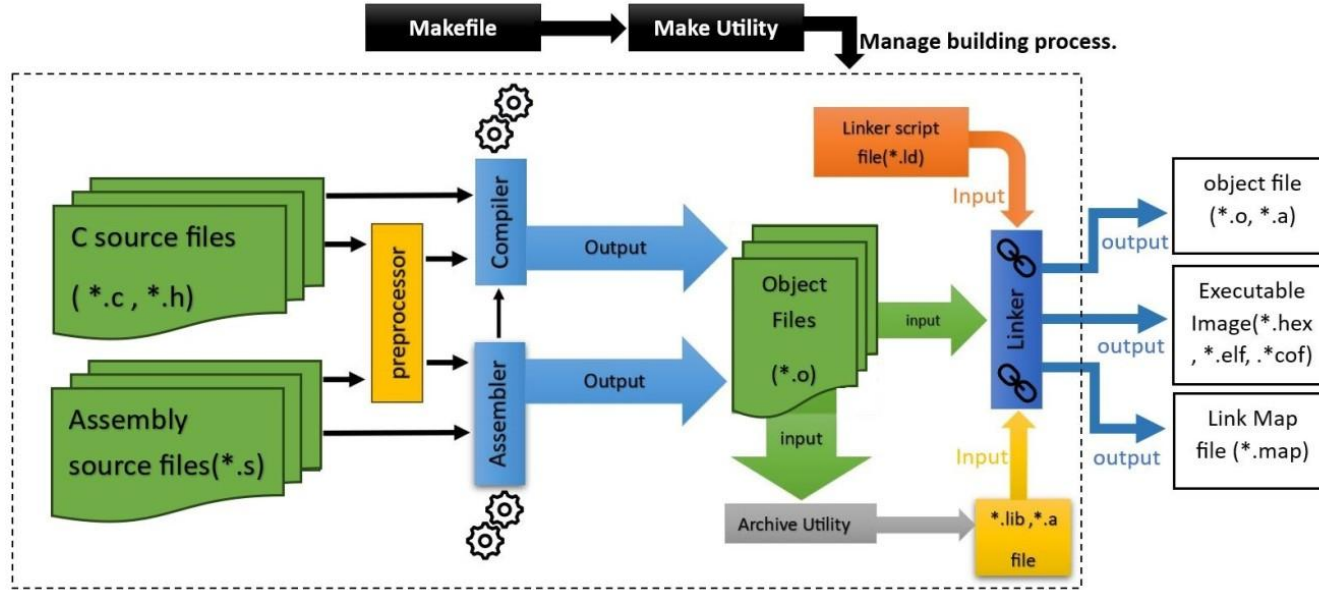 Makefile
Make Utility
Manage building process.
Linker script
file(*.ld)
Input
C source files
( *.c , *.h)
preprocessor
Compiler
Output
Assembly
source files(*.s)
Assembler
Output
Object
Files
(*.o)
input
input
Archive Utility
*.lib ,*.a
file
Input
Linker
output
object file
(*.o, *.a)
output
Executable
Image(*.hex
, *.elf, .*cof)
output
Link Map
file (*.map)